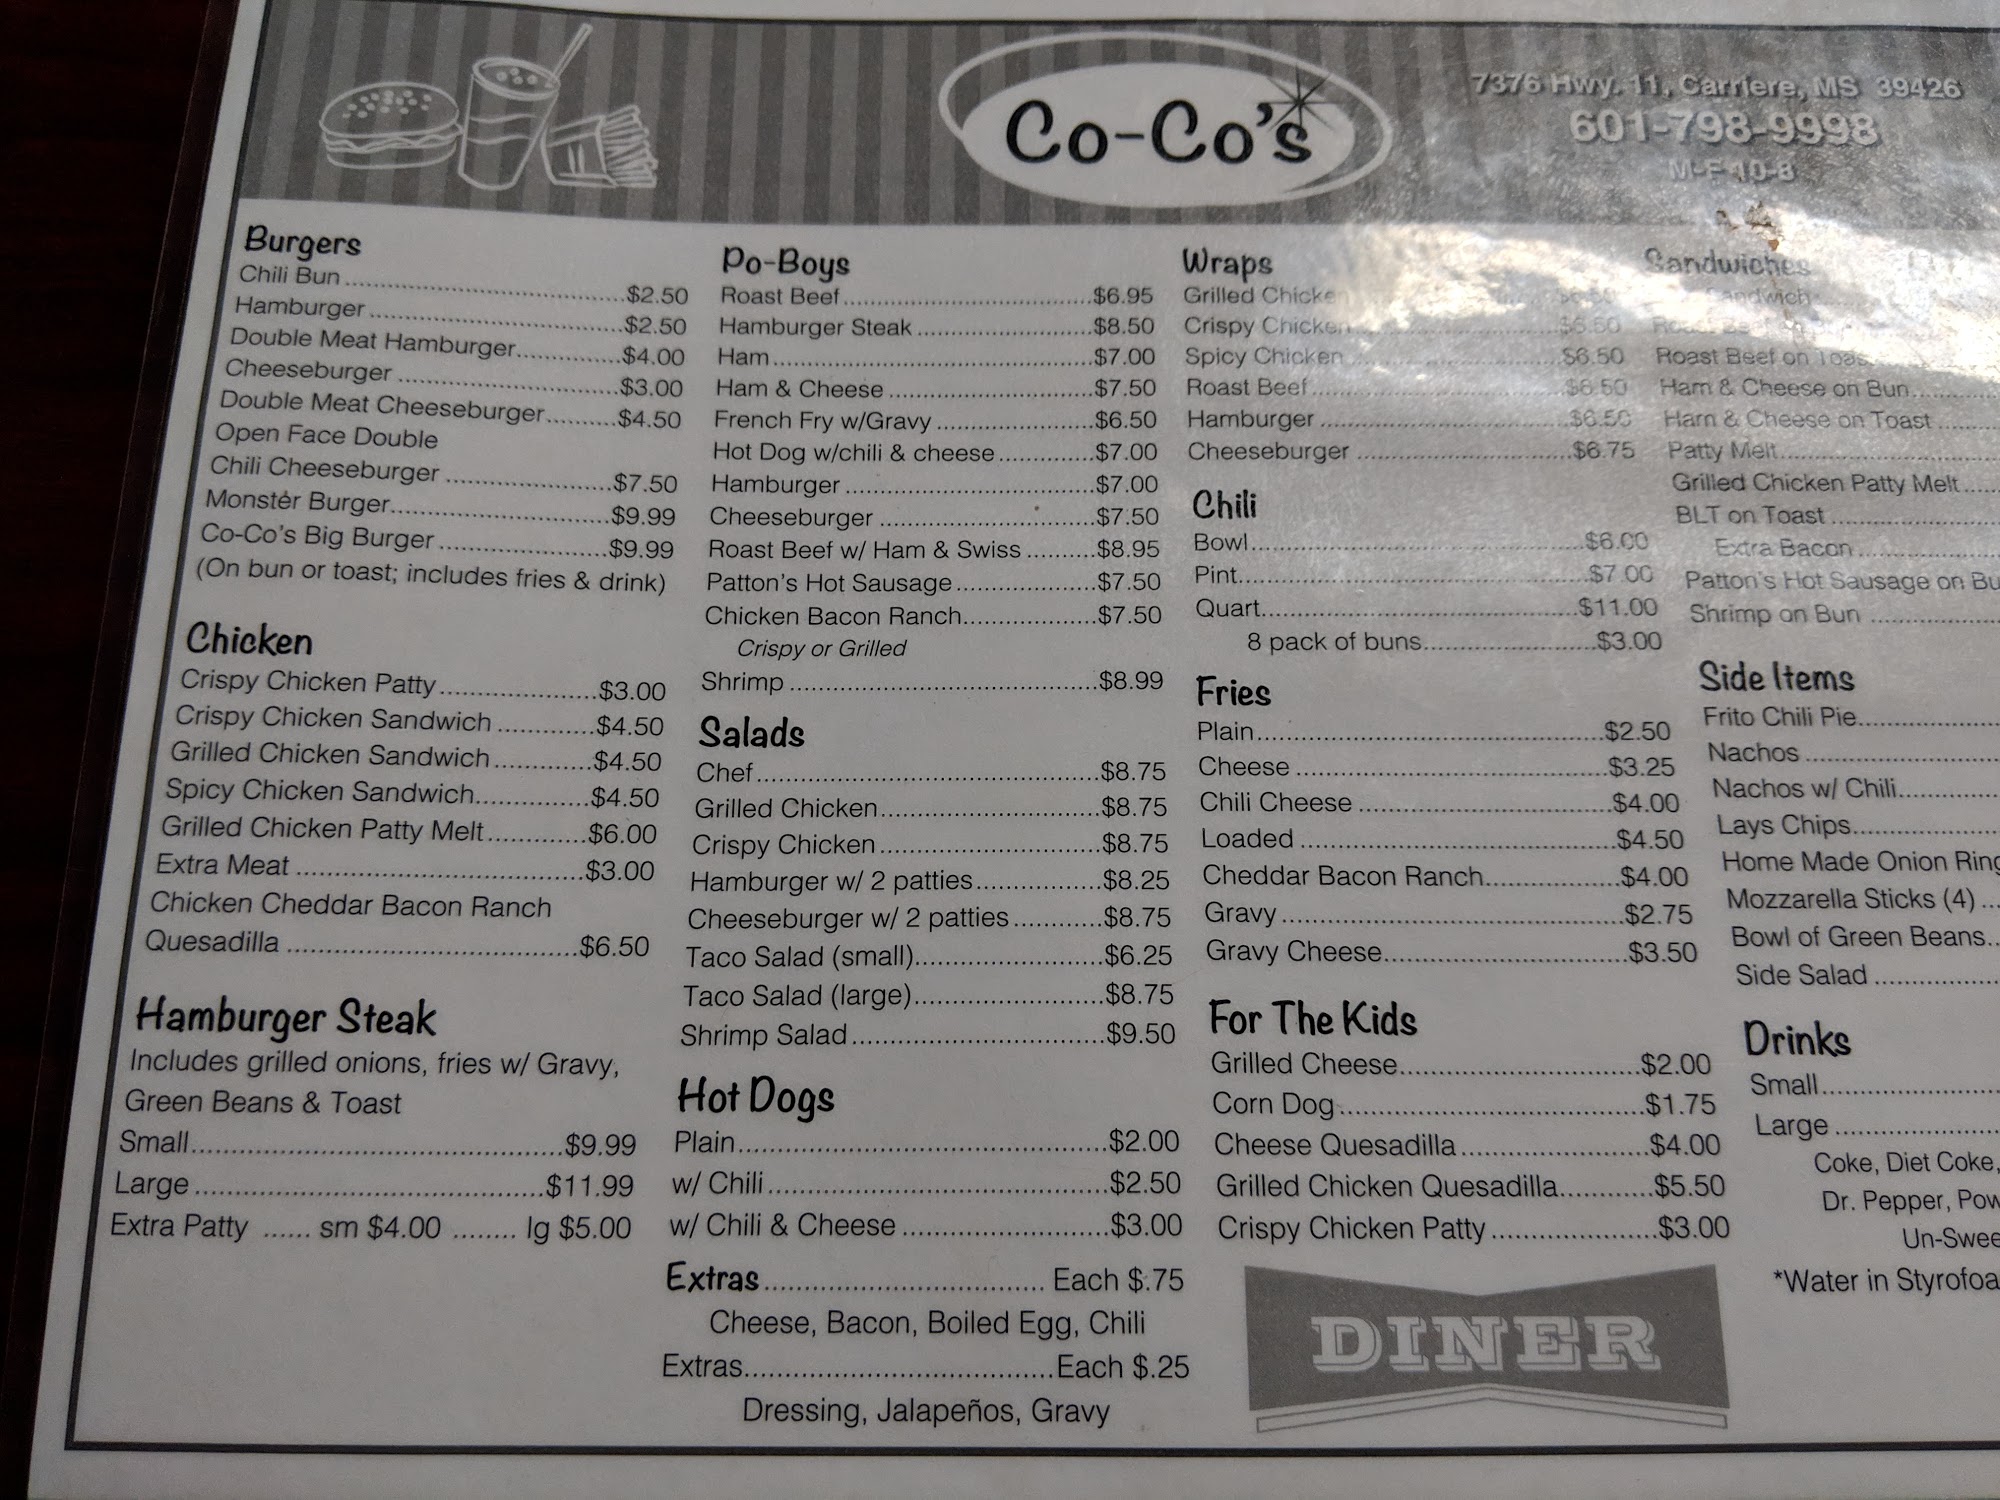 Co-Co's
7376 Hwy. 11, Carriere, MS 39426
601-798-9998
M-F 10-8
Burgers
Chili Bun $2.50
Hamburger $2.50
Double Meat Hamburger $4.00
Cheeseburger $3.00
Double Meat Cheeseburger $4.50
Open Face Double
Chili Cheeseburger $7.50
Monster Burger $9.99
Co-Co's Big Burger $9.99
(On bun or toast; includes fries & drink)
Chicken
Crispy Chicken Patty $3.00
Crispy Chicken Sandwich $4.50
Grilled Chicken Sandwich $4.50
Spicy Chicken Sandwich $4.50
Grilled Chicken Patty Melt $6.00
Extra Meat $3.00
Chicken Cheddar Bacon Ranch
Quesadilla $6.50
Hamburger Steak
Includes grilled onions, fries w/ Gravy,
Green Beans & Toast
Small $9.99
Large $11.99
Extra Patty ...... sm $4.00 ........ lg $5.00
Po-Boys
Roast Beef $6.95
Hamburger Steak $8.50
Ham $7.00
Ham & Cheese $7.50
French Fry w/Gravy $6.50
Hot Dog w/chili & cheese $7.00
Hamburger $7.00
Cheeseburger $7.50
Roast Beef w/ Ham & Swiss $8.95
Patton's Hot Sausage $7.50
Chicken Bacon Ranch $7.50
Crispy or Grilled
Shrimp $8.99
Salads
Chef $8.75
Grilled Chicken $8.75
Crispy Chicken $8.75
Hamburger w/ 2 patties $8.25
Cheeseburger w/ 2 patties $8.75
Taco Salad (small) $6.25
Taco Salad (large) $8.75
Shrimp Salad $9.50
Hot Dogs
Plain $2.00
w/ Chili $2.50
w/ Chili & Cheese $3.00
Extras Each $.75
Cheese, Bacon, Boiled Egg, Chili
Extras Each $.25
Dressing, Jalapeños, Gravy
Wraps
Grilled Chicken
Crispy Chicken $6.50
Spicy Chicken $6.50
Roast Beef $6.50
Hamburger $6.50
Cheeseburger $6.75
Chili
Bowl $6.00
Pint $7.00
Quart $11.00
8 pack of buns $3.00
Fries
Plain $2.50
Cheese $3.25
Chili Cheese $4.00
Loaded $4.50
Cheddar Bacon Ranch $4.00
Gravy $2.75
Gravy Cheese $3.50
For The Kids
Grilled Cheese $2.00
Corn Dog $1.75
Cheese Quesadilla $4.00
Grilled Chicken Quesadilla $5.50
Crispy Chicken Patty $3.00
DINER
Sandwiches
Sandwich
Roast Beef on
Roast Beef on Toas
Ham & Cheese on Bun
Ham & Cheese on Toast
Patty Melt
Grilled Chicken Patty Melt
BLT on Toast
Extra Bacon
Patton's Hot Sausage on Bu
Shrimp on Bun
Side Items
Frito Chili Pie
Nachos
Nachos w/ Chili
Lays Chips
Home Made Onion Ring
Mozzarella Sticks (4)
Bowl of Green Beans
Side Salad
Drinks
Small
Large
Coke, Diet Coke,
Dr. Pepper, Pow
Un-Swee
*Water in Styrofoa